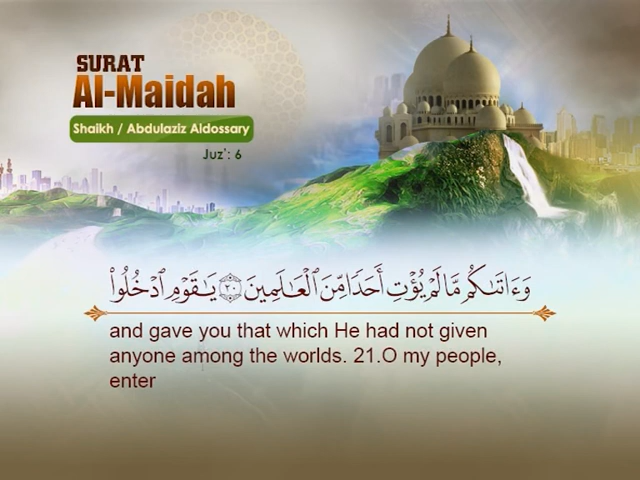 SURAT
Al-Maidah
Shaikh / Abdulaziz Aldossary
Juz': 6
وَءَاتَىٰكُم مَّا لَمْ يُؤْتِ أَحَدًا مِّنَ ٱلْعَـٰلَمِينَ ٢٠ يَـٰقَوْمِ ٱدْخُلُوا۟
and gave you that which He had not given
anyone among the worlds. 21.O my people,
enter